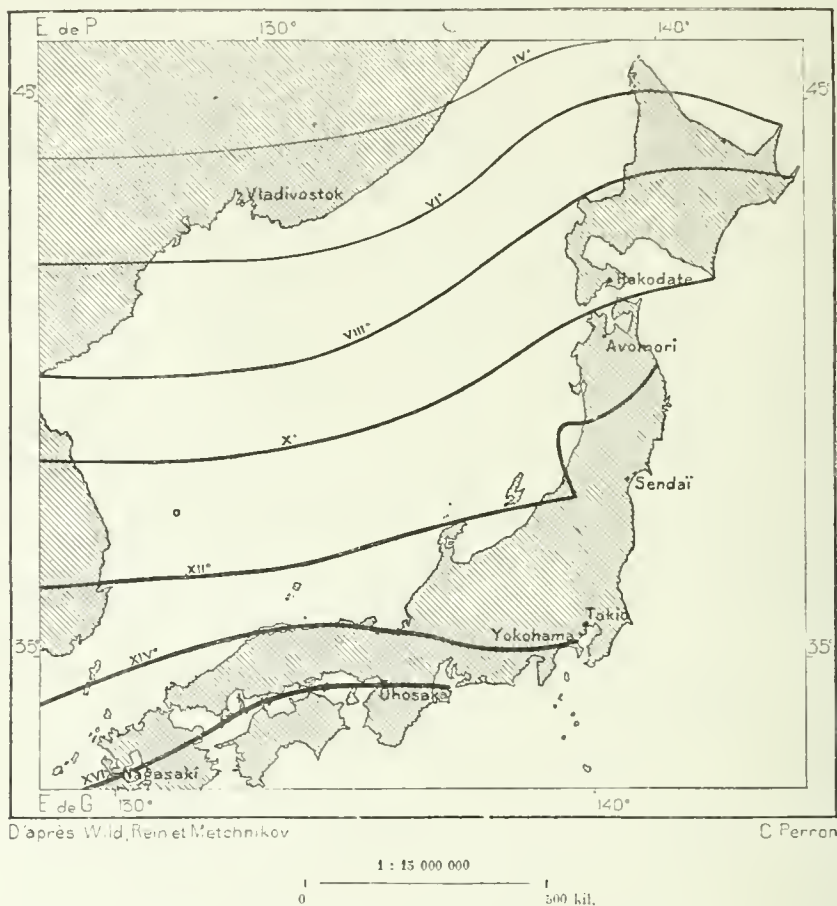 E de P 130° 140°
45° 45°
IV°
Vladivostok
VI°
Hakodate
VIII°
Avomori
X°
Sendaï
XII°
Tokio
Yokohama
35° XIV° 35°
Ohosaka
XVI° Nagasaki
E de G 130° 140°
D'après Wild, Rein et Metchnikov C. Perron
1 : 15 000 000
0 500 kil.